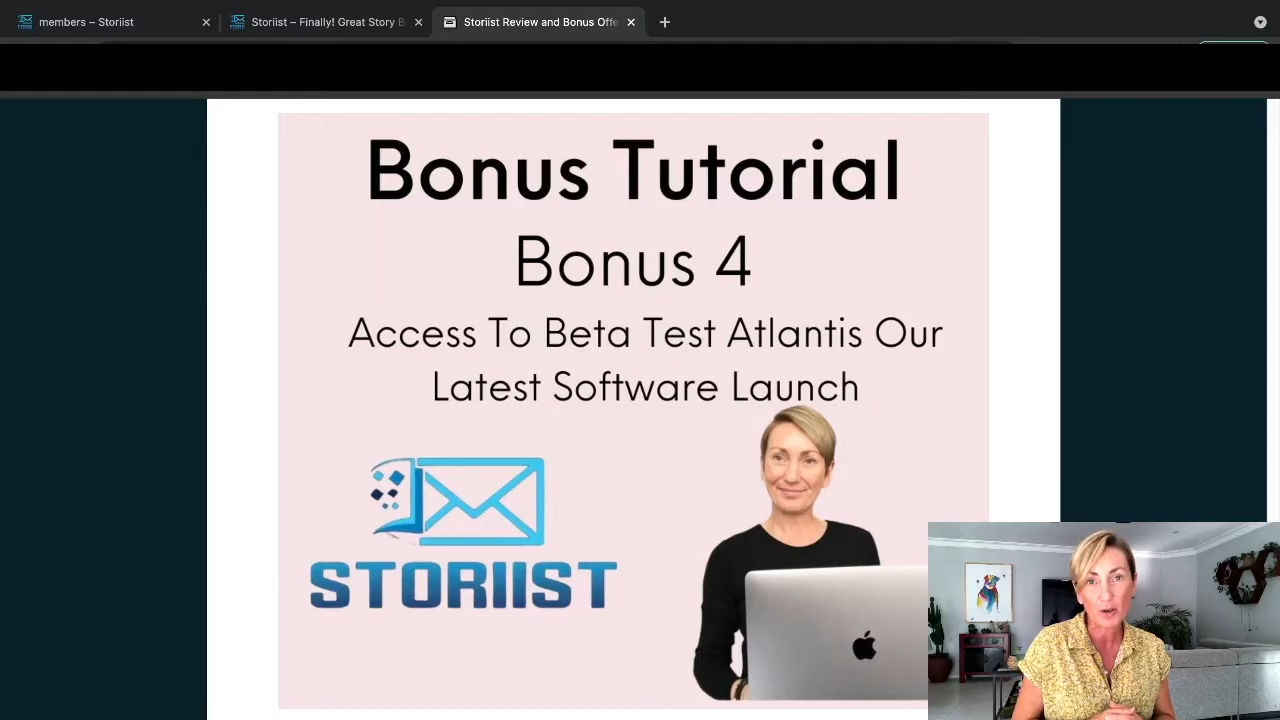 members – Storiist
Storiist – Finally! Great Story B
Storiist Review and Bonus Offe
Bonus Tutorial
Bonus 4
Access To Beta Test Atlantis Our
Latest Software Launch
STORIIST